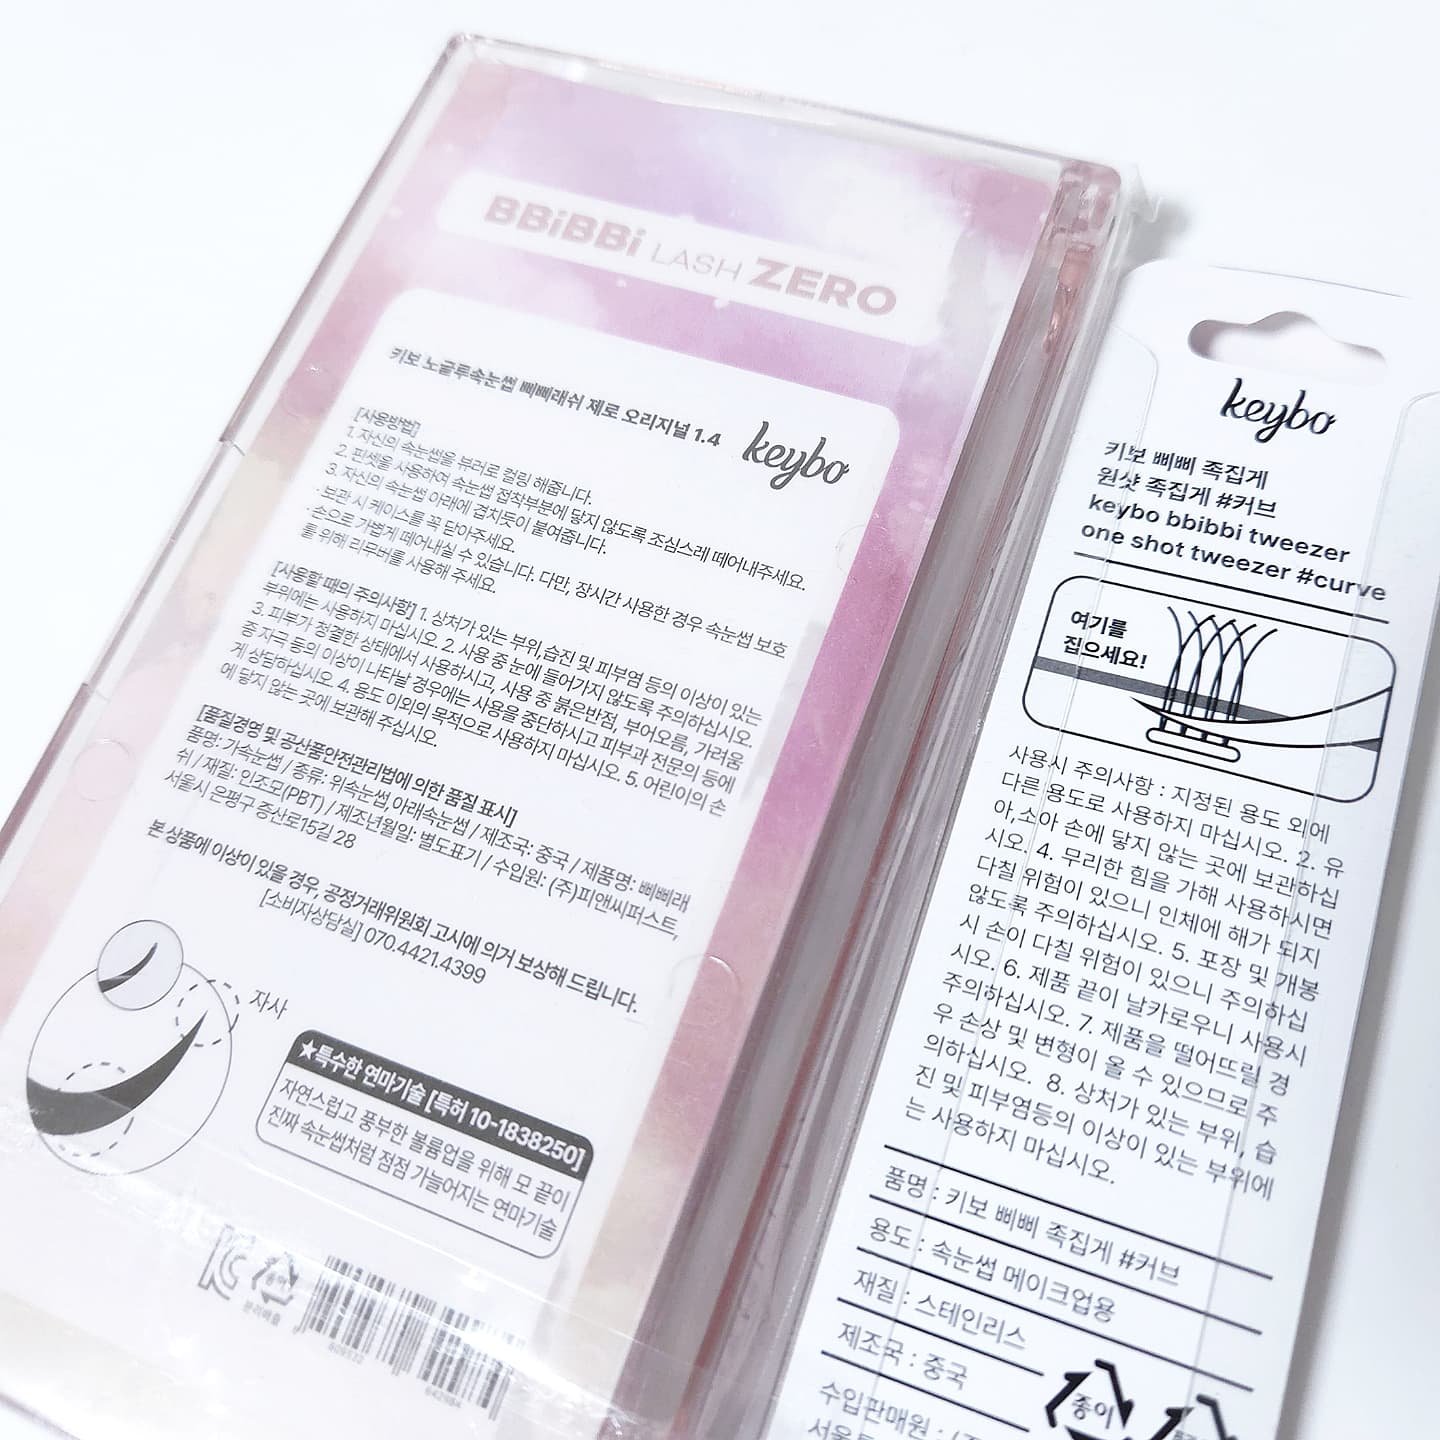 BBiBBi LASH ZERO
키보 노글루속눈썹 삐삐래쉬 제로 오리지널 1.4
keybo
[사용방법]
1. 자신의 속눈썹을 뷰러로 컬링 해줍니다.
2. 핀셋을 사용하여 속눈썹 접착부분에 닿지 않도록 조심스레 떼어내주세요.
3. 자신의 속눈썹 아래에 겹치듯이 붙여줍니다.
· 보관 시 케이스를 꼭 닫아주세요.
· 손으로 가볍게 떼어내실 수 있습니다. 다만, 장시간 사용한 경우 속눈썹 보호
를 위해 리무버를 사용해 주세요.
[사용할 때의 주의사항] 1. 상처가 있는 부위,습진 및 피부염 등의 이상이 있는
부위에는 사용하지 마십시오. 2. 사용 중 눈에 들어가지 않도록 주의하십시오.
3. 피부가 청결한 상태에서 사용하시고, 사용 중 붉은반점, 부어오름, 가려움
증 자극 등의 이상이 나타날 경우에는 사용을 중단하시고 피부과 전문의 등에
게 상담하십시오. 4. 용도 이외의 목적으로 사용하지 마십시오. 5. 어린이의 손
에 닿지 않는 곳에 보관해 주십시오.
[품질경영 및 공산품안전관리법에 의한 품질 표시]
품명: 가속눈썹 / 종류: 위속눈썹,아래속눈썹 / 제조국: 중국 / 제품명: 삐삐래
쉬 / 재질: 인조모(PBT) / 제조년월일: 별도표기 / 수입원: (주)피앤씨퍼스트,
서울시 은평구 증산로15길 28
본 상품에 이상이 있을 경우, 공정거래위원회 고시에 의거 보상해 드립니다.
[소비자상담실] 070.4421.4399
자사
★특수한 연마기술 [특허 10-1838250]
자연스럽고 풍부한 볼륨업을 위해 모 끝이
진짜 속눈썹처럼 점점 가늘어지는 연마기술
종이
분리배출
keybo
키보 삐삐 족집게
원샷 족집게 #커브
keybo bbibbi tweezer
one shot tweezer #curve
여기를
집으세요!
사용시 주의사항 : 지정된 용도 외에
다른 용도로 사용하지 마십시오. 2. 유
아,소아 손에 닿지 않는 곳에 보관하십
시오. 4. 무리한 힘을 가해 사용하시면
다칠 위험이 있으니 인체에 해가 되지
않도록 주의하십시오. 5. 포장 및 개봉
시 손이 다칠 위험이 있으니 주의하십
시오. 6. 제품 끝이 날카로우니 사용시
주의하십시오. 7. 제품을 떨어뜨릴 경
우 손상 및 변형이 올 수 있으므로 주
의하십시오. 8. 상처가 있는 부위, 습
진 및 피부염등의 이상이 있는 부위에
는 사용하지 마십시오.
품명 : 키보 삐삐 족집게 #커브
용도 : 속눈썹 메이크업용
재질 : 스테인리스
제조국 : 중국
수입판매원 : (
서울
종이